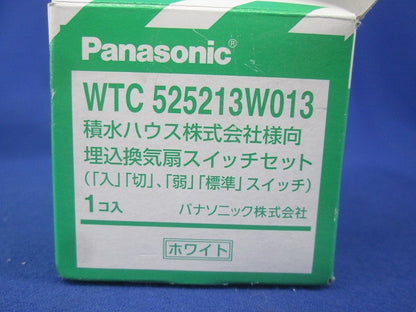 Panasonic®
WTC 525213W013
積水ハウス株式会社様向
埋込換気扇スイッチセット
(「入」「切」、「弱」「標準」スイッチ)
1コ入 パナソニック株式会社
ホワイト